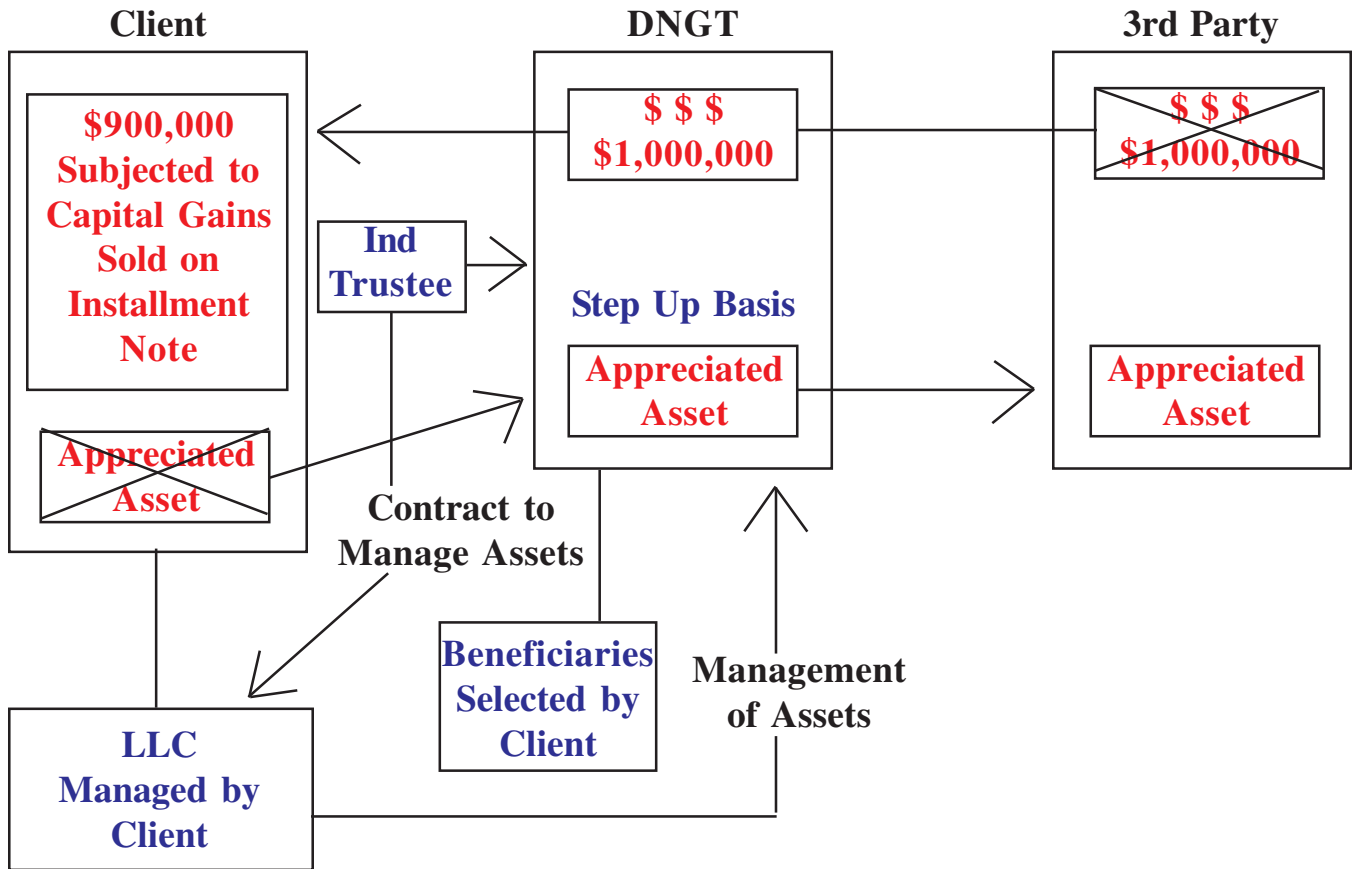 Client
DNGT
3rd Party
$900,000
Subjected to
Capital Gains
Sold on
Installment
Note
$ $ $
$1,000,000
$ $ $
$1,000,000
Ind
Trustee
Step Up Basis
Appreciated
Asset
Appreciated
Asset
Appreciated
Asset
Contract to
Manage Assets
Beneficiaries
Selected by
Client
Management
of Assets
LLC
Managed by
Client